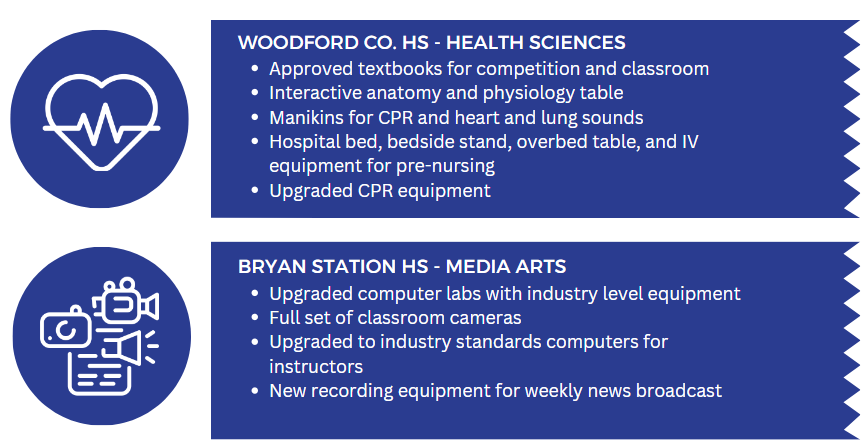 WOODFORD CO. HS - HEALTH SCIENCES
• Approved textbooks for competition and classroom
• Interactive anatomy and physiology table
• Manikins for CPR and heart and lung sounds
• Hospital bed, bedside stand, overbed table, and IV
equipment for pre-nursing
• Upgraded CPR equipment
BRYAN STATION HS - MEDIA ARTS
• Upgraded computer labs with industry level equipment
• Full set of classroom cameras
• Upgraded to industry standards computers for
instructors
• New recording equipment for weekly news broadcast